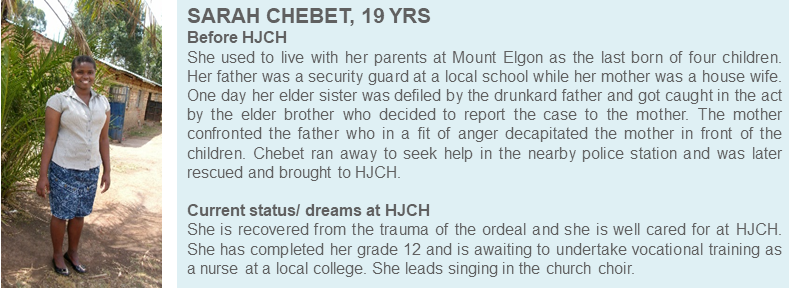 SARAH CHEBET, 19 YRS
Before HJCH
She used to live with her parents at Mount Elgon as the last born of four children.
Her father was a security guard at a local school while her mother was a house wife.
One day her elder sister was defiled by the drunkard father and got caught in the act
by the elder brother who decided to report the case to the mother. The mother
confronted the father who in a fit of anger decapitated the mother in front of the
children. Chebet ran away to seek help in the nearby police station and was later
rescued and brought to HJCH.
Current status/ dreams at HJCH
She is recovered from the trauma of the ordeal and she is well cared for at HJCH.
She has completed her grade 12 and is awaiting to undertake vocational training as
a nurse at a local college. She leads singing in the church choir.